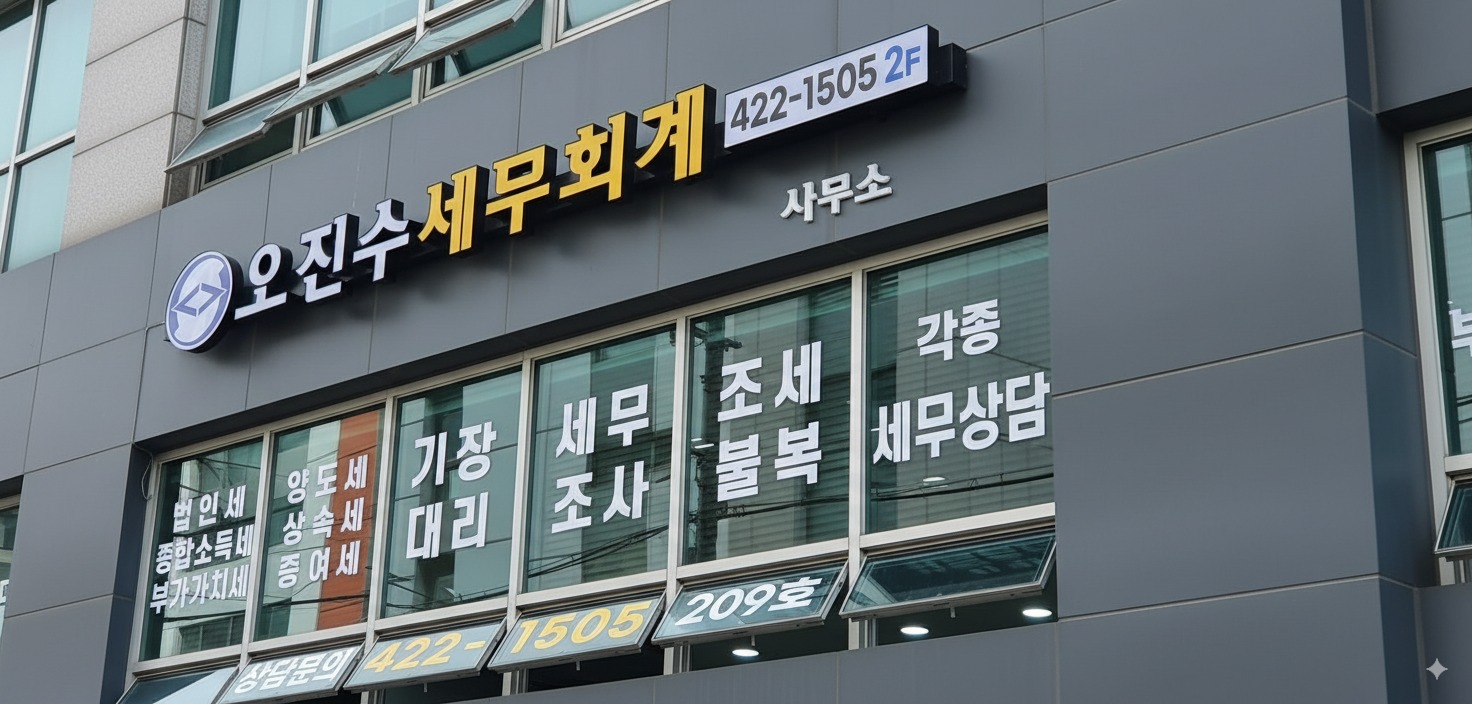 오진수세무회계
422-1505 2F
사무소
법인세
종합소득세
부가가치세
양도세
상속세
증여세
기장
대리
세무
조사
조세
불복
각종
세무상담
상담문의
422-
1505
209호